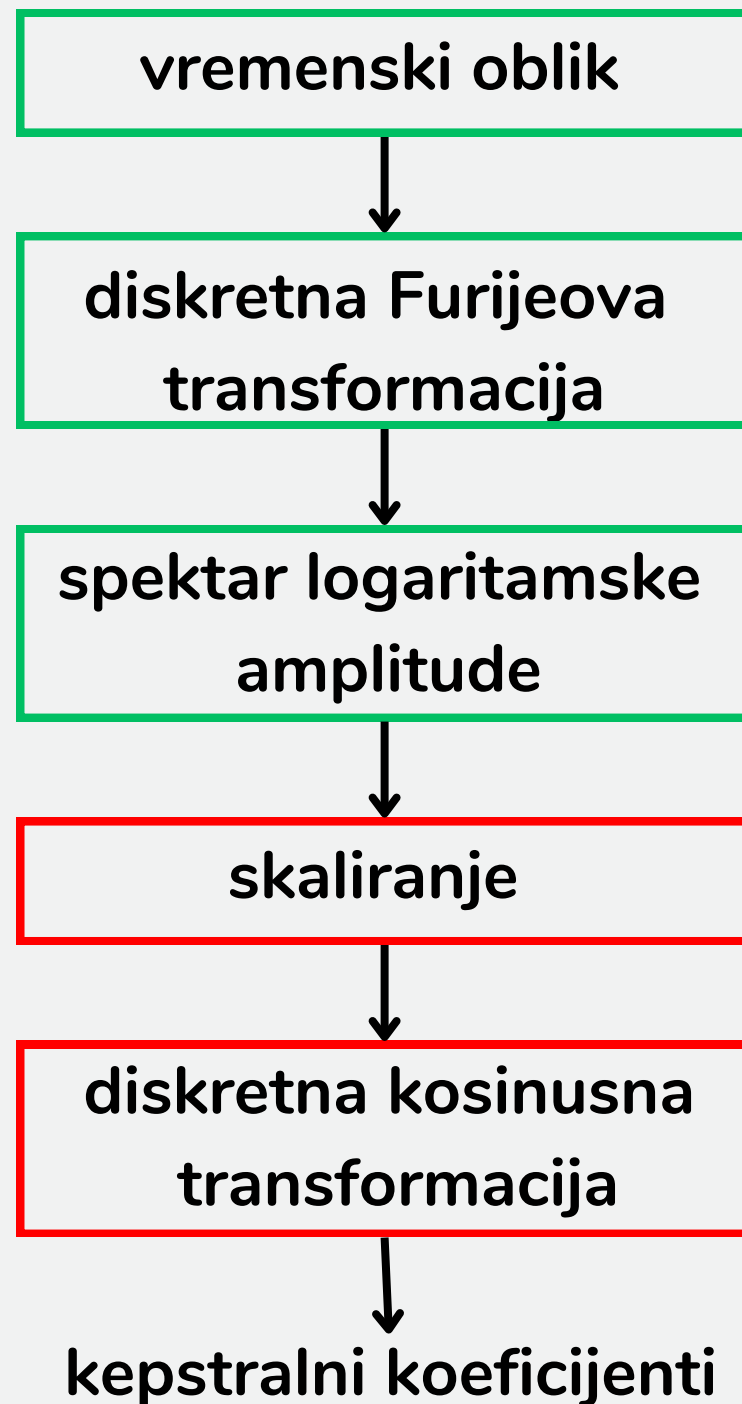 vremenski oblik
diskretna Furijeova
transformacija
spektar logaritamske
amplitude
skaliranje
diskretna kosinusna
transformacija
kepstralni koeficijenti